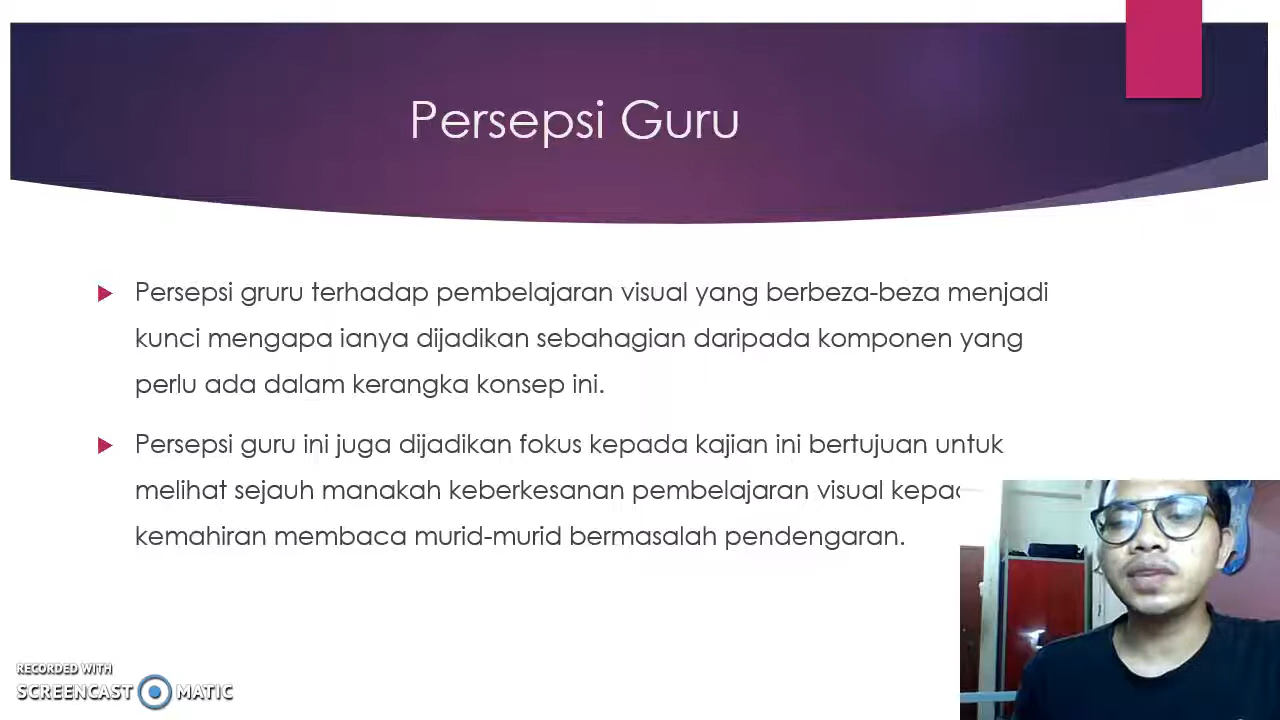 Persepsi Guru
Persepsi gruru terhadap pembelajaran visual yang berbeza-beza menjadi
kunci mengapa ianya dijadikan sebahagian daripada komponen yang
perlu ada dalam kerangka konsep ini.
Persepsi guru ini juga dijadikan fokus kepada kajian ini bertujuan untuk
melihat sejauh manakah keberkesanan pembelajaran visual
kemahiran membaca murid-murid bermasalah pendengaran.
RECORDED WITH
SCREENCAST MATIC